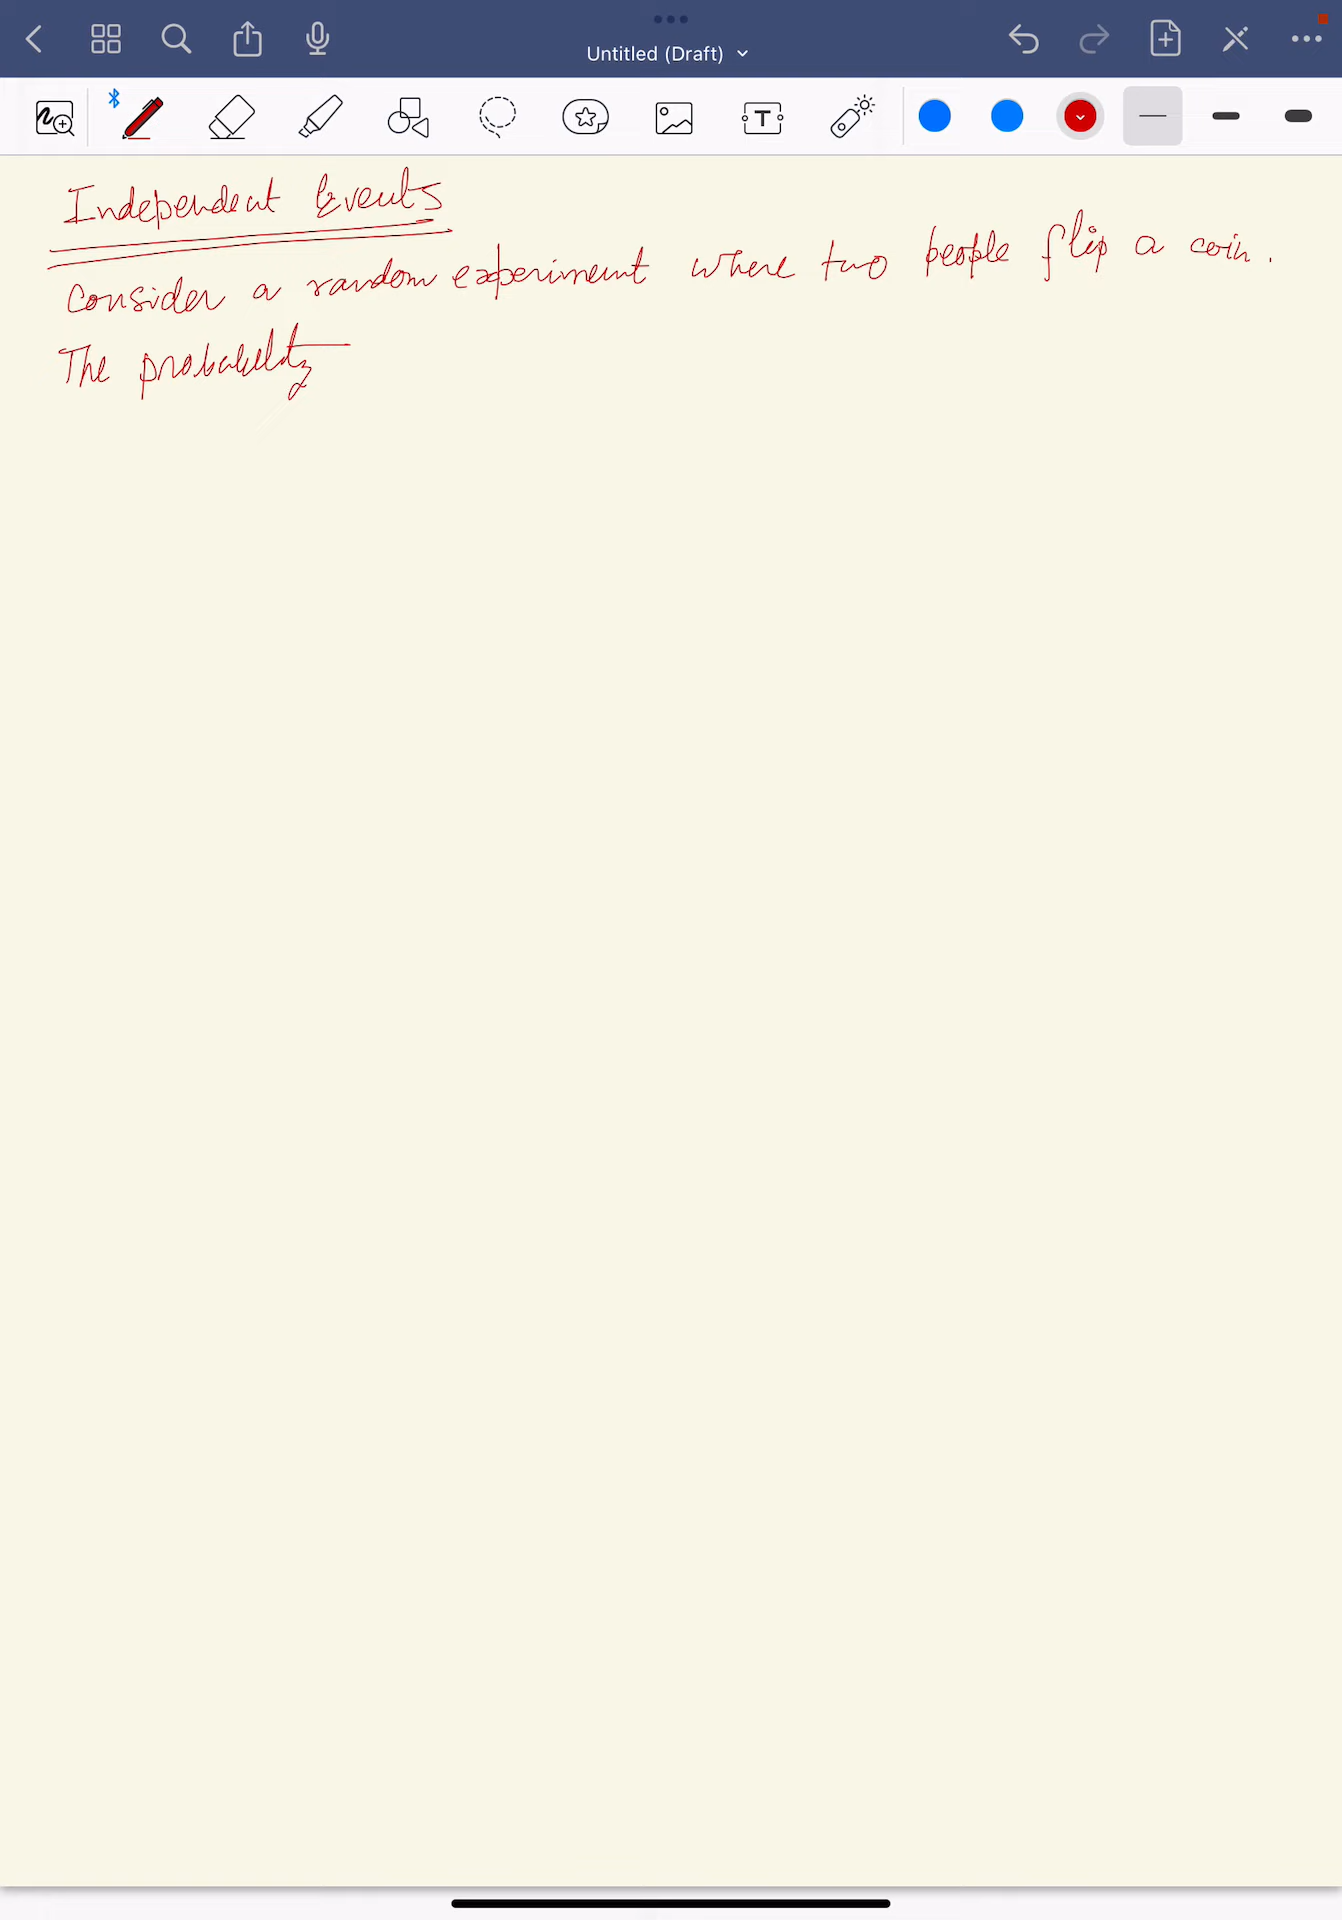 Untitled (Draft)
T
Independent Events
Consider a random experiment where two people flip a coin.
The probability